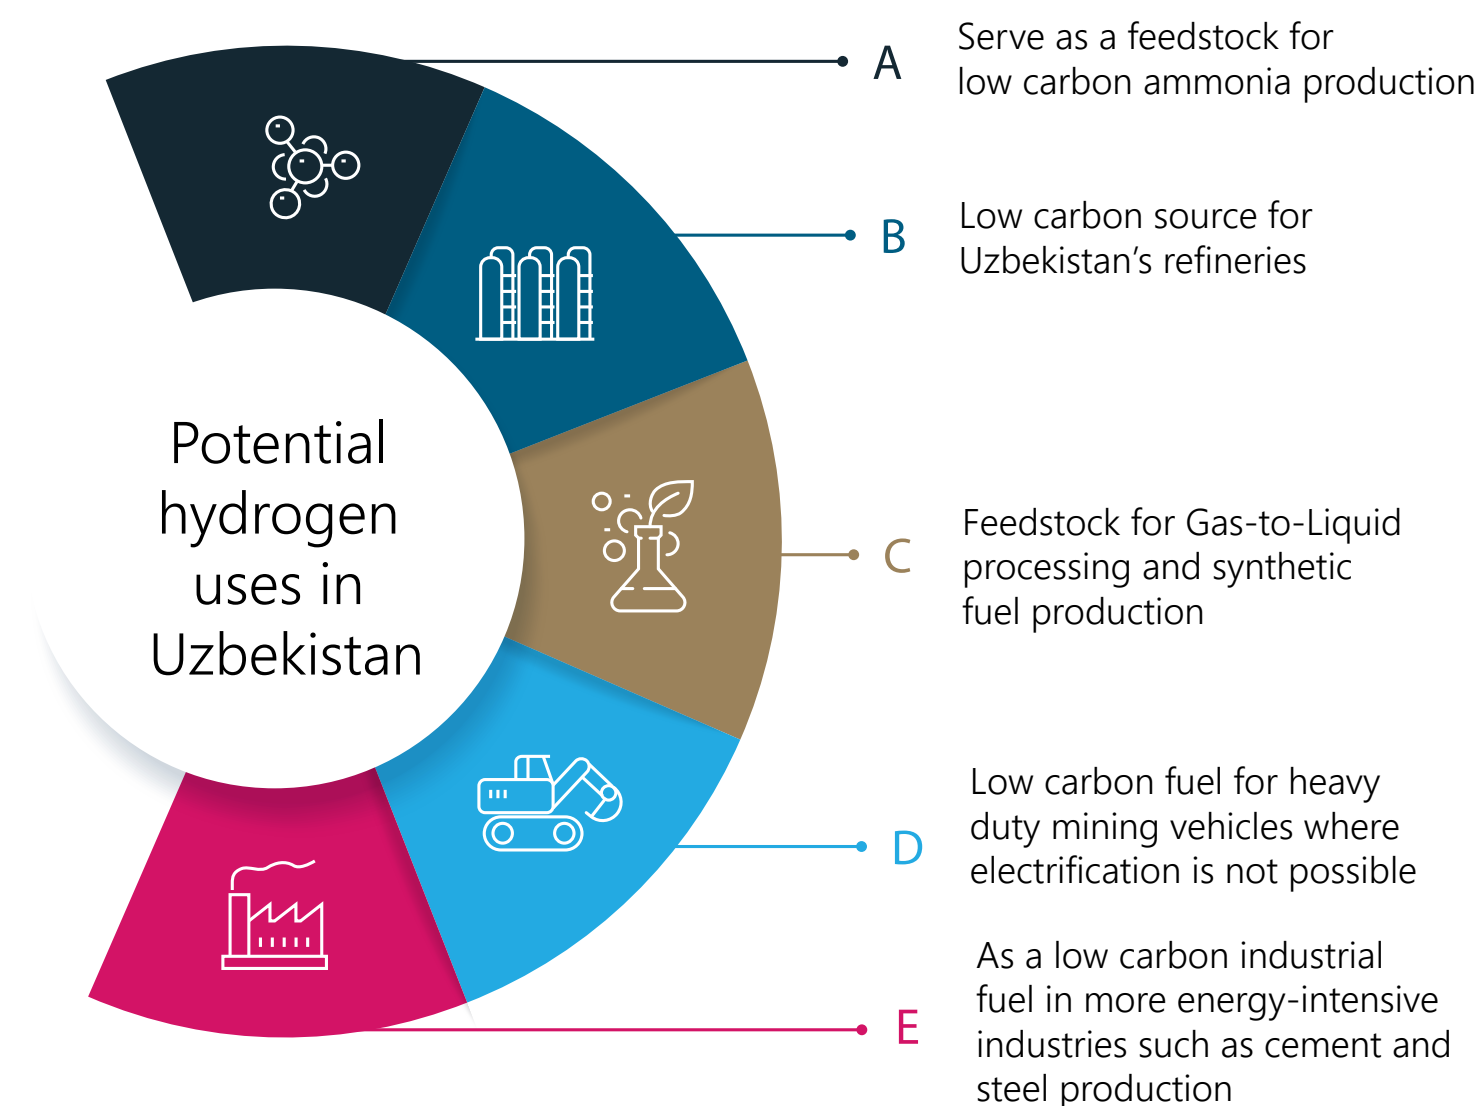 A
Serve as a feedstock for
low carbon ammonia production
B
Low carbon source for
Uzbekistan’s refineries
Potential
hydrogen
uses in
Uzbekistan
C
Feedstock for Gas-to-Liquid
processing and synthetic
fuel production
D
Low carbon fuel for heavy
duty mining vehicles where
electrification is not possible
E
As a low carbon industrial
fuel in more energy-intensive
industries such as cement and
steel production